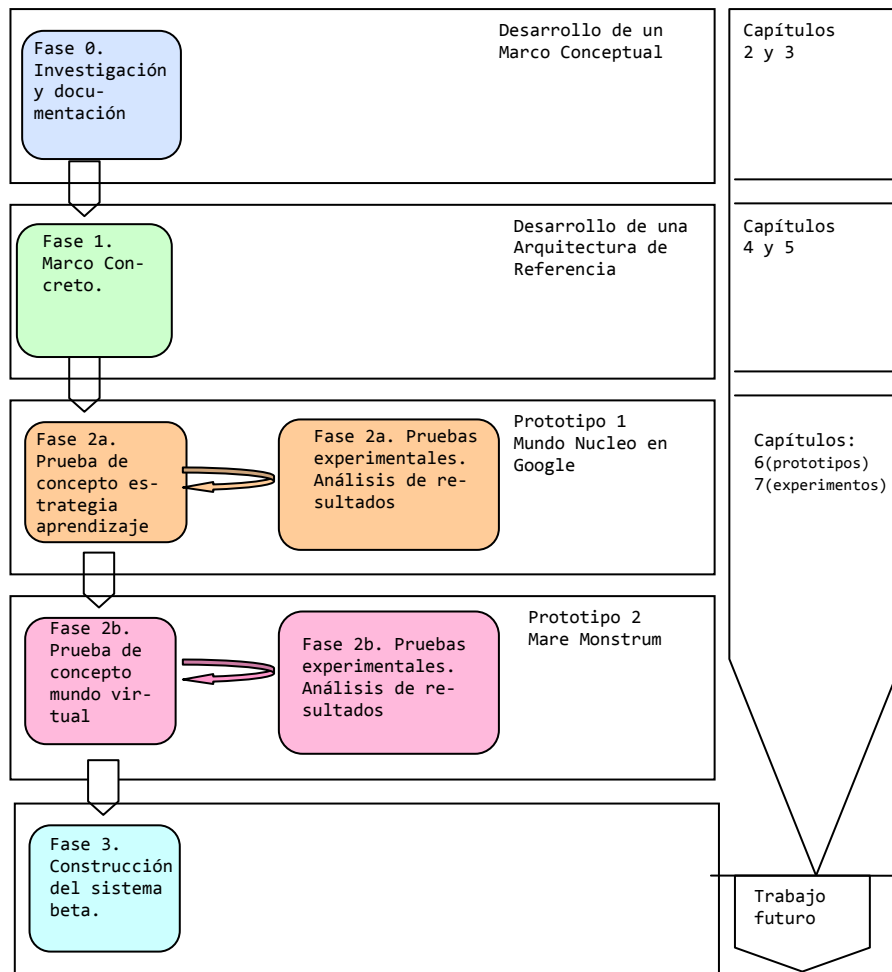 Fase 0.
Investigación
y docu-
mentación
Desarrollo de un
Marco Conceptual
Capítulos
2 y 3
Fase 1.
Marco Con-
creto.
Desarrollo de una
Arquitectura de
Referencia
Capítulos
4 y 5
Fase 2a.
Prueba de
concepto es-
trategia
aprendizaje
Fase 2a. Pruebas
experimentales.
Análisis de re-
sultados
Prototipo 1
Mundo Nucleo en
Google
Capítulos:
6(prototipos)
7(experimentos)
Fase 2b.
Prueba de
concepto
mundo vir-
tual
Fase 2b. Pruebas
experimentales.
Análisis de re-
sultados
Prototipo 2
Mare Monstrum
Fase 3.
Construcción
del sistema
beta.
Trabajo
futuro